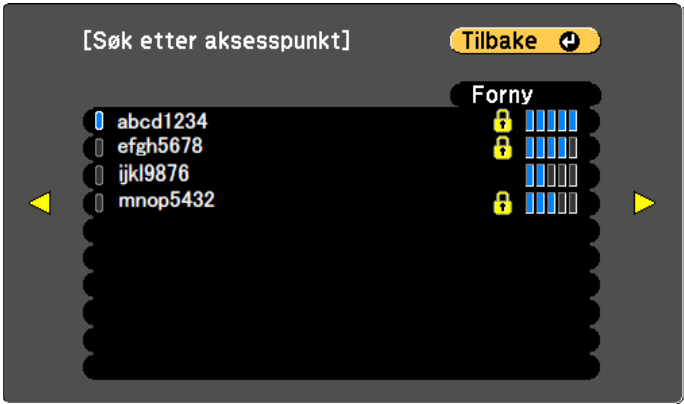 [Søk etter aksesspunkt]
Tilbake
Forny
abcd1234
efgh5678
ijkl9876
mnop5432